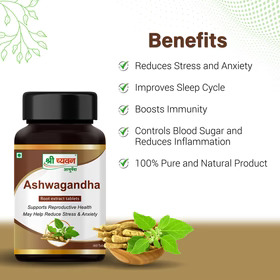 Benefits
Reduces Stress and Anxiety
Improves Sleep Cycle
Boosts Immunity
Controls Blood Sugar and
Reduces Inflammation
100% Pure and Natural Product
श्री च्यवन
आयुर्वेद
Ashwagandha
Root extract tablets
Supports Reproductive Health
May Help Reduce Stress & Anxiety